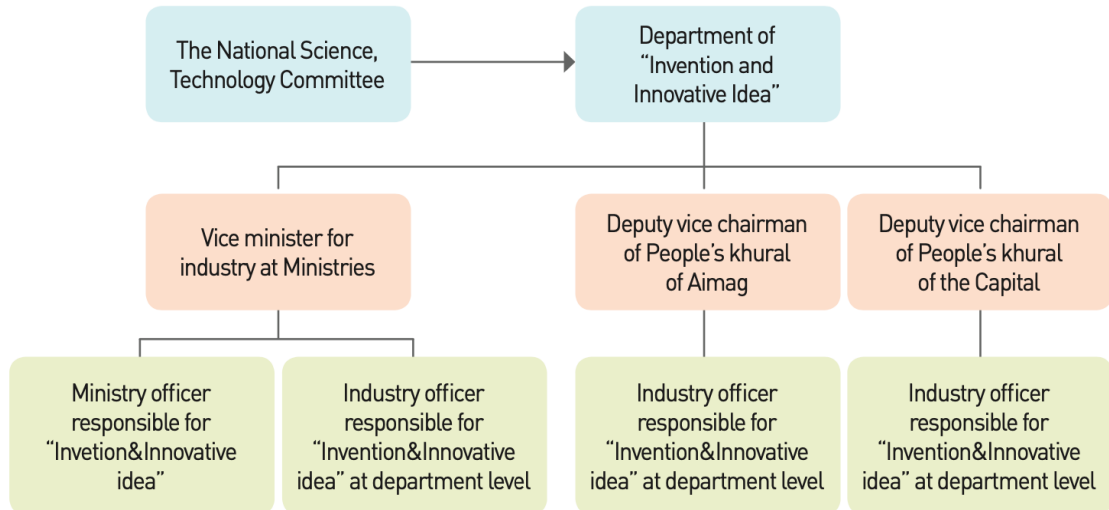 The National Science,
Technology Committee
Department of
“Invention and
Innovative Idea”
Vice minister for
industry at Ministries
Deputy vice chairman
of People’s khural
of Aimag
Deputy vice chairman
of People’s khural
of the Capital
Ministry officer
responsible for
“Invetion&Innovative
idea”
Industry officer
responsible for
“Invention&Innovative
idea” at department level
Industry officer
responsible for
“Invention&Innovative
idea” at department level
Industry officer
responsible for
“Invention&Innovative
idea” at department level